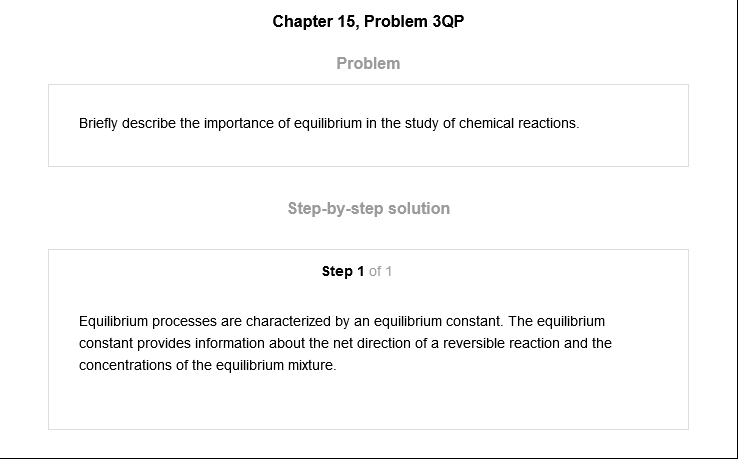 Chapter 15, Problem 3QP
Problem
Briefly describe the importance of equilibrium in the study of chemical reactions.
Step-by-step solution
Step 1 of 1
Equilibrium processes are characterized by an equilibrium constant. The equilibrium
constant provides information about the net direction of a reversible reaction and the
concentrations of the equilibrium mixture.